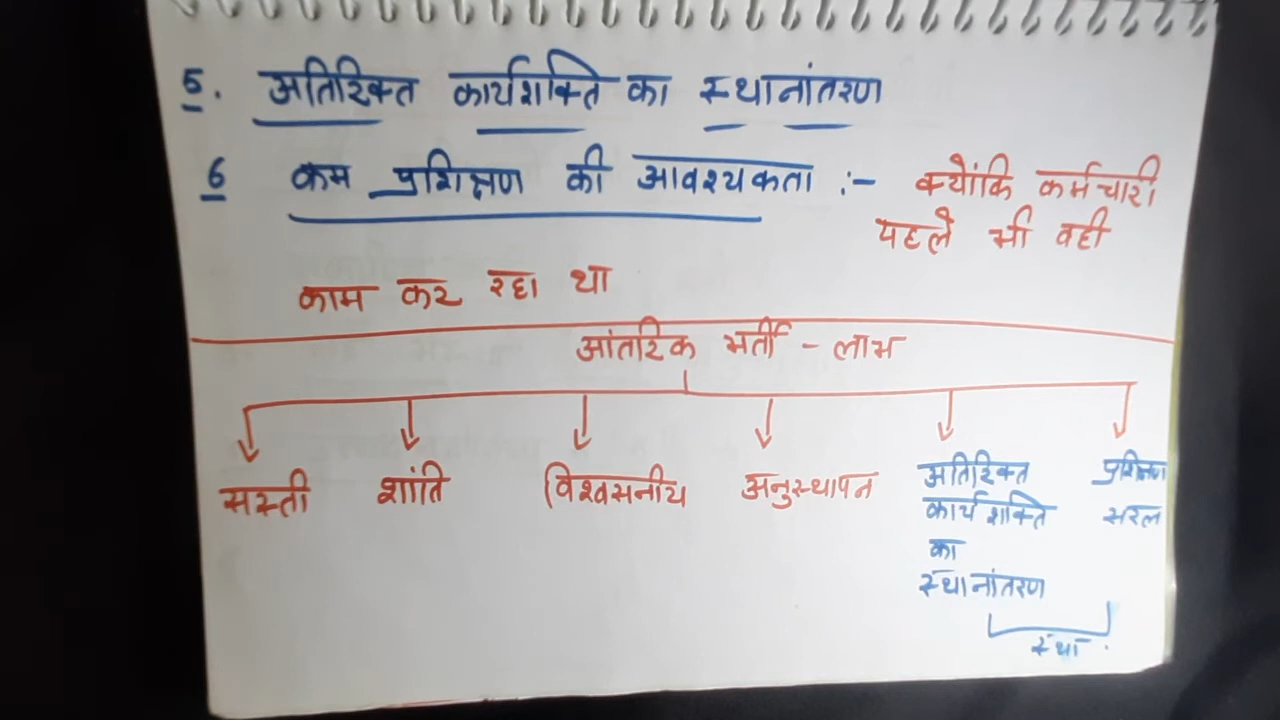 5. अतिरिक्त कार्यशक्ति का स्थानांतरण
6 कम प्रशिक्षण की आवश्यकता :- क्योंकि कर्मचारी
पहले भी वही
काम कर रहा था
आंतरिक भर्ती - लाभ
सस्ती शांति विश्वसनीय अनुस्थापन
अतिरिक्त
कार्यशक्ति
का
स्थानांतरण
प्रशिक्षण
सरल
स्था.